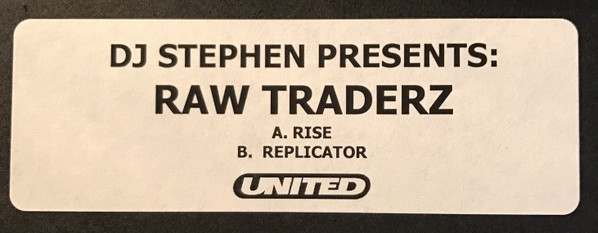 DJ STEPHEN PRESENTS:
RAW TRADERZ
A. RISE
B. REPLICATOR
UNITED